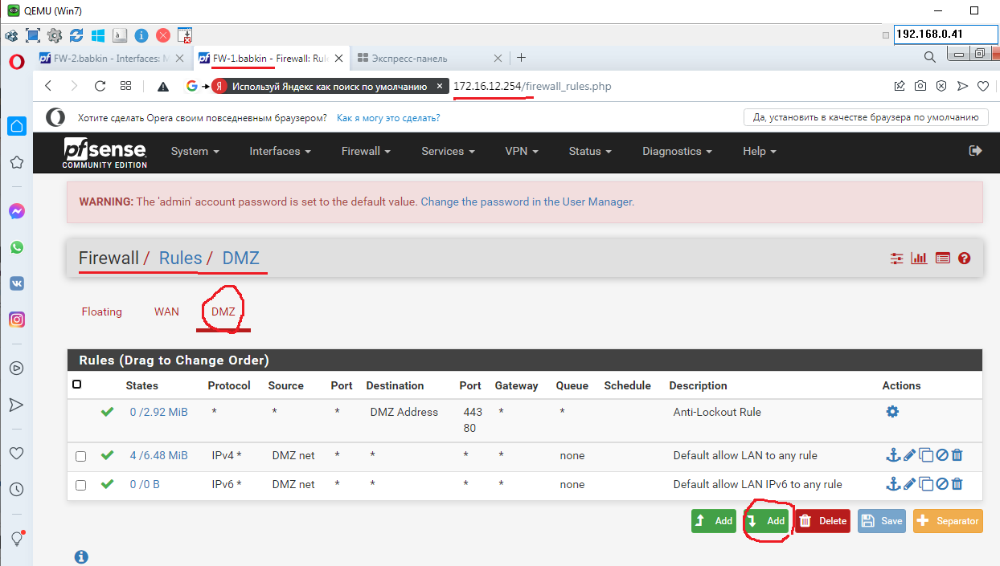 QEMU (Win7)
192.168.0.41
FW-2.babkin - Interfaces: M
FW-1.babkin - Firewall: Rule
Экспресс-панель
Используй Яндекс как поиск по умолчанию
172.16.12.254/firewall_rules.php
Хотите сделать Opera своим повседневным браузером? Как я могу это сделать?
Да, установить в качестве браузера по умолчанию
pfsense
COMMUNITY EDITION
System Interfaces Firewall Services VPN Status Diagnostics Help
WARNING: The 'admin' account password is set to the default value. Change the password in the User Manager.
Firewall / Rules / DMZ
Floating WAN DMZ
Rules (Drag to Change Order)
States Protocol Source Port Destination Port Gateway Queue Schedule Description Actions
0 /2.92 MiB * * * DMZ Address 443 * * Anti-Lockout Rule
80
4 /6.48 MiB IPv4 * DMZ net * * * * none Default allow LAN to any rule
0 /0 B IPv6 * DMZ net * * * * none Default allow LAN IPv6 to any rule
Add Add Delete Save Separator